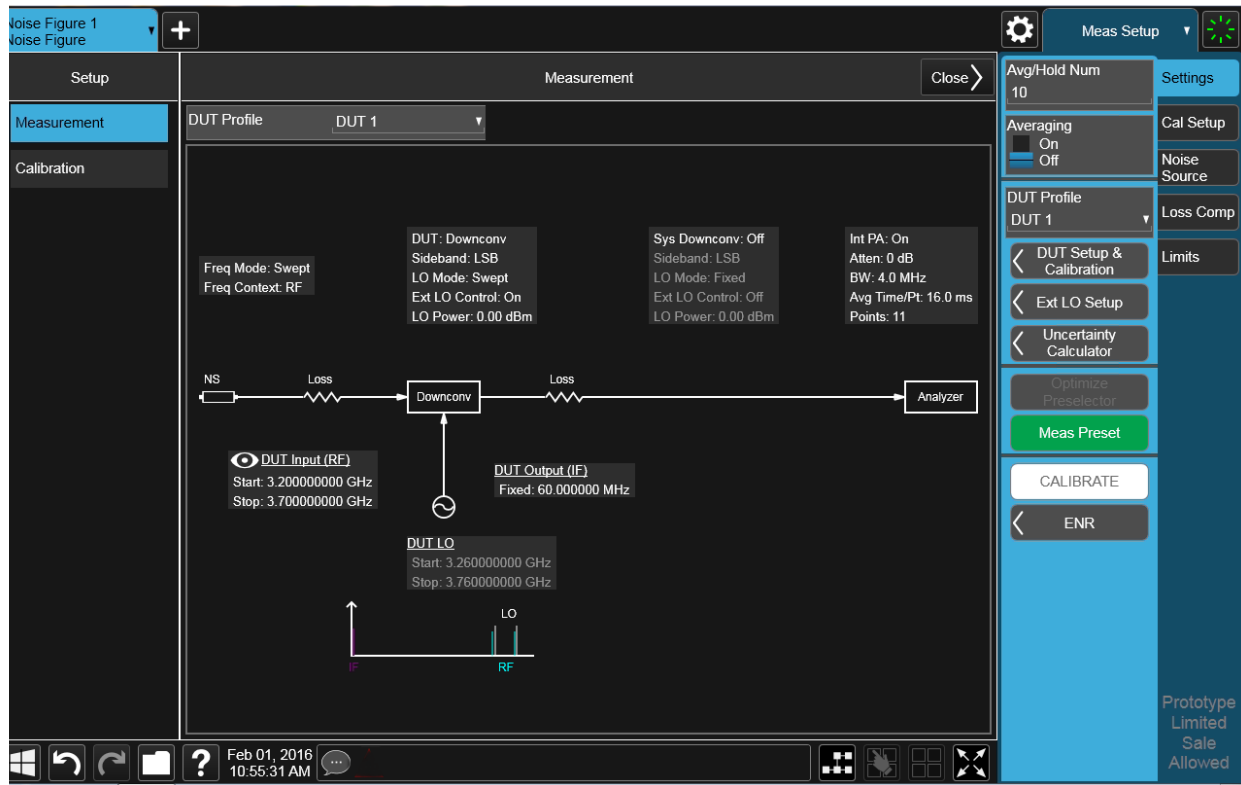 Noise Figure 1
Noise Figure
Meas Setup
Setup
Measurement
Close
Measurement
Calibration
DUT Profile
DUT 1
Freq Mode: Swept
Freq Context: RF
DUT: Downconv
Sideband: LSB
LO Mode: Swept
Ext LO Control: On
LO Power: 0.00 dBm
Sys Downconv: Off
Sideband: LSB
LO Mode: Fixed
Ext LO Control: Off
LO Power: 0.00 dBm
Int PA: On
Atten: 0 dB
BW: 4.0 MHz
Avg Time/Pt: 16.0 ms
Points: 11
NS
Loss
Downconv
Loss
Analyzer
DUT Input (RF)
Start: 3.200000000 GHz
Stop: 3.700000000 GHz
DUT Output (IF)
Fixed: 60.000000 MHz
DUT LO
Start: 3.260000000 GHz
Stop: 3.760000000 GHz
LO
IF
RF
Avg/Hold Num
10
Averaging
On
Off
DUT Profile
DUT 1
DUT Setup &
Calibration
Ext LO Setup
Uncertainty
Calculator
Optimize
Preselector
Meas Preset
CALIBRATE
ENR
Settings
Cal Setup
Noise
Source
Loss Comp
Limits
Prototype
Limited
Sale
Allowed
?
Feb 01, 2016
10:55:31 AM